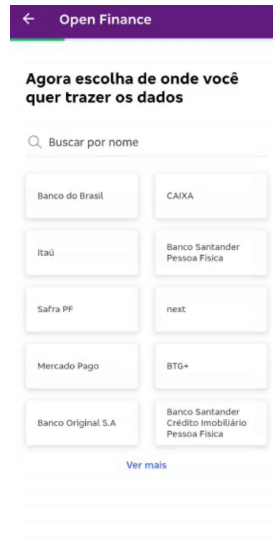 Open Finance
Agora escolha de onde você
quer trazer os dados
Buscar por nome
Banco do Brasil
CAIXA
Itaú
Banco Santander
Pessoa Física
Safra PF
next
Mercado Pago
BTG+
Banco Original S.A
Banco Santander
Crédito Imobiliário
Pessoa Física
Ver mais